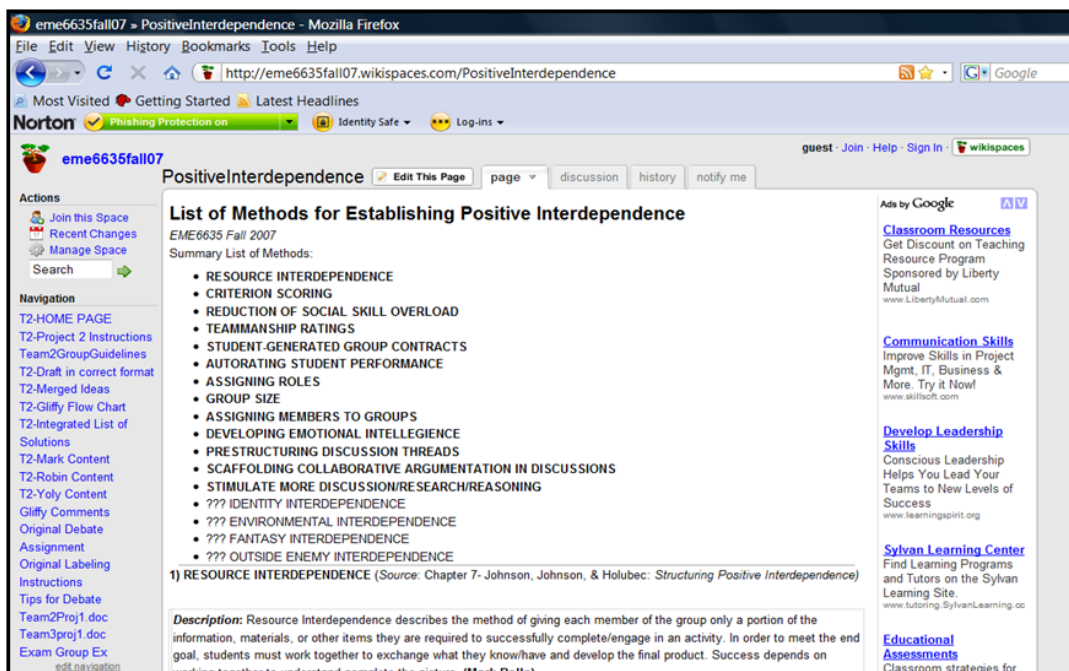 eme6635fall07 » PositiveInterdependence - Mozilla Firefox
File Edit View History Bookmarks Tools Help
http://eme6635fall07.wikispaces.com/PositiveInterdependence
G Google
Most Visited Getting Started Latest Headlines
Norton Phishing Protection on Identity Safe Log-ins
guest · Join · Help · Sign In · wikispaces
eme6635fall07
PositiveInterdependence Edit This Page page discussion history notify me
Actions
Join this Space
Recent Changes
Manage Space
Search
Navigation
T2-HOME PAGE
T2-Project 2 Instructions
Team2GroupGuidelines
T2-Draft in correct format
T2-Merged Ideas
T2-Gliffy Flow Chart
T2-Integrated List of
Solutions
T2-Mark Content
T2-Robin Content
T2-Yoly Content
Gliffy Comments
Original Debate
Assignment
Original Labeling
Instructions
Tips for Debate
Team2Proj1.doc
Team3proj1.doc
Exam Group Ex
edit navigation
List of Methods for Establishing Positive Interdependence
EME6635 Fall 2007
Summary List of Methods:
• RESOURCE INTERDEPENDENCE
• CRITERION SCORING
• REDUCTION OF SOCIAL SKILL OVERLOAD
• TEAMMANSHIP RATINGS
• STUDENT-GENERATED GROUP CONTRACTS
• AUTORATING STUDENT PERFORMANCE
• ASSIGNING ROLES
• GROUP SIZE
• ASSIGNING MEMBERS TO GROUPS
• DEVELOPING EMOTIONAL INTELLEGIENCE
• PRESTRUCTURING DISCUSSION THREADS
• SCAFFOLDING COLLABORATIVE ARGUMENTATION IN DISCUSSIONS
• STIMULATE MORE DISCUSSION/RESEARCH/REASONING
• ??? IDENTITY INTERDEPENDENCE
• ??? ENVIRONMENTAL INTERDEPENDENCE
• ??? FANTASY INTERDEPENDENCE
• ??? OUTSIDE ENEMY INTERDEPENDENCE
1) RESOURCE INTERDEPENDENCE (Source: Chapter 7- Johnson, Johnson, & Holubec: Structuring Positive Interdependence)
Description: Resource Interdependence describes the method of giving each member of the group only a portion of the
information, materials, or other items they are required to successfully complete/engage in an activity. In order to meet the end
goal, students must work together to exchange what they know/have and develop the final product. Success depends on
Ads by Google
Classroom Resources
Get Discount on Teaching
Resource Program
Sponsored by Liberty
Mutual
www.LibertyMutual.com
Communication Skills
Improve Skills in Project
Mgmt, IT, Business &
More. Try it Now!
www.skillsoft.com
Develop Leadership
Skills
Conscious Leadership
Helps You Lead Your
Teams to New Levels of
Success
www.learningspirit.org
Sylvan Learning Center
Find Learning Programs
and Tutors on the Sylvan
Learning Site.
www.tutoring.SylvanLearning.cc
Educational
Assessments
Classroom strategies for